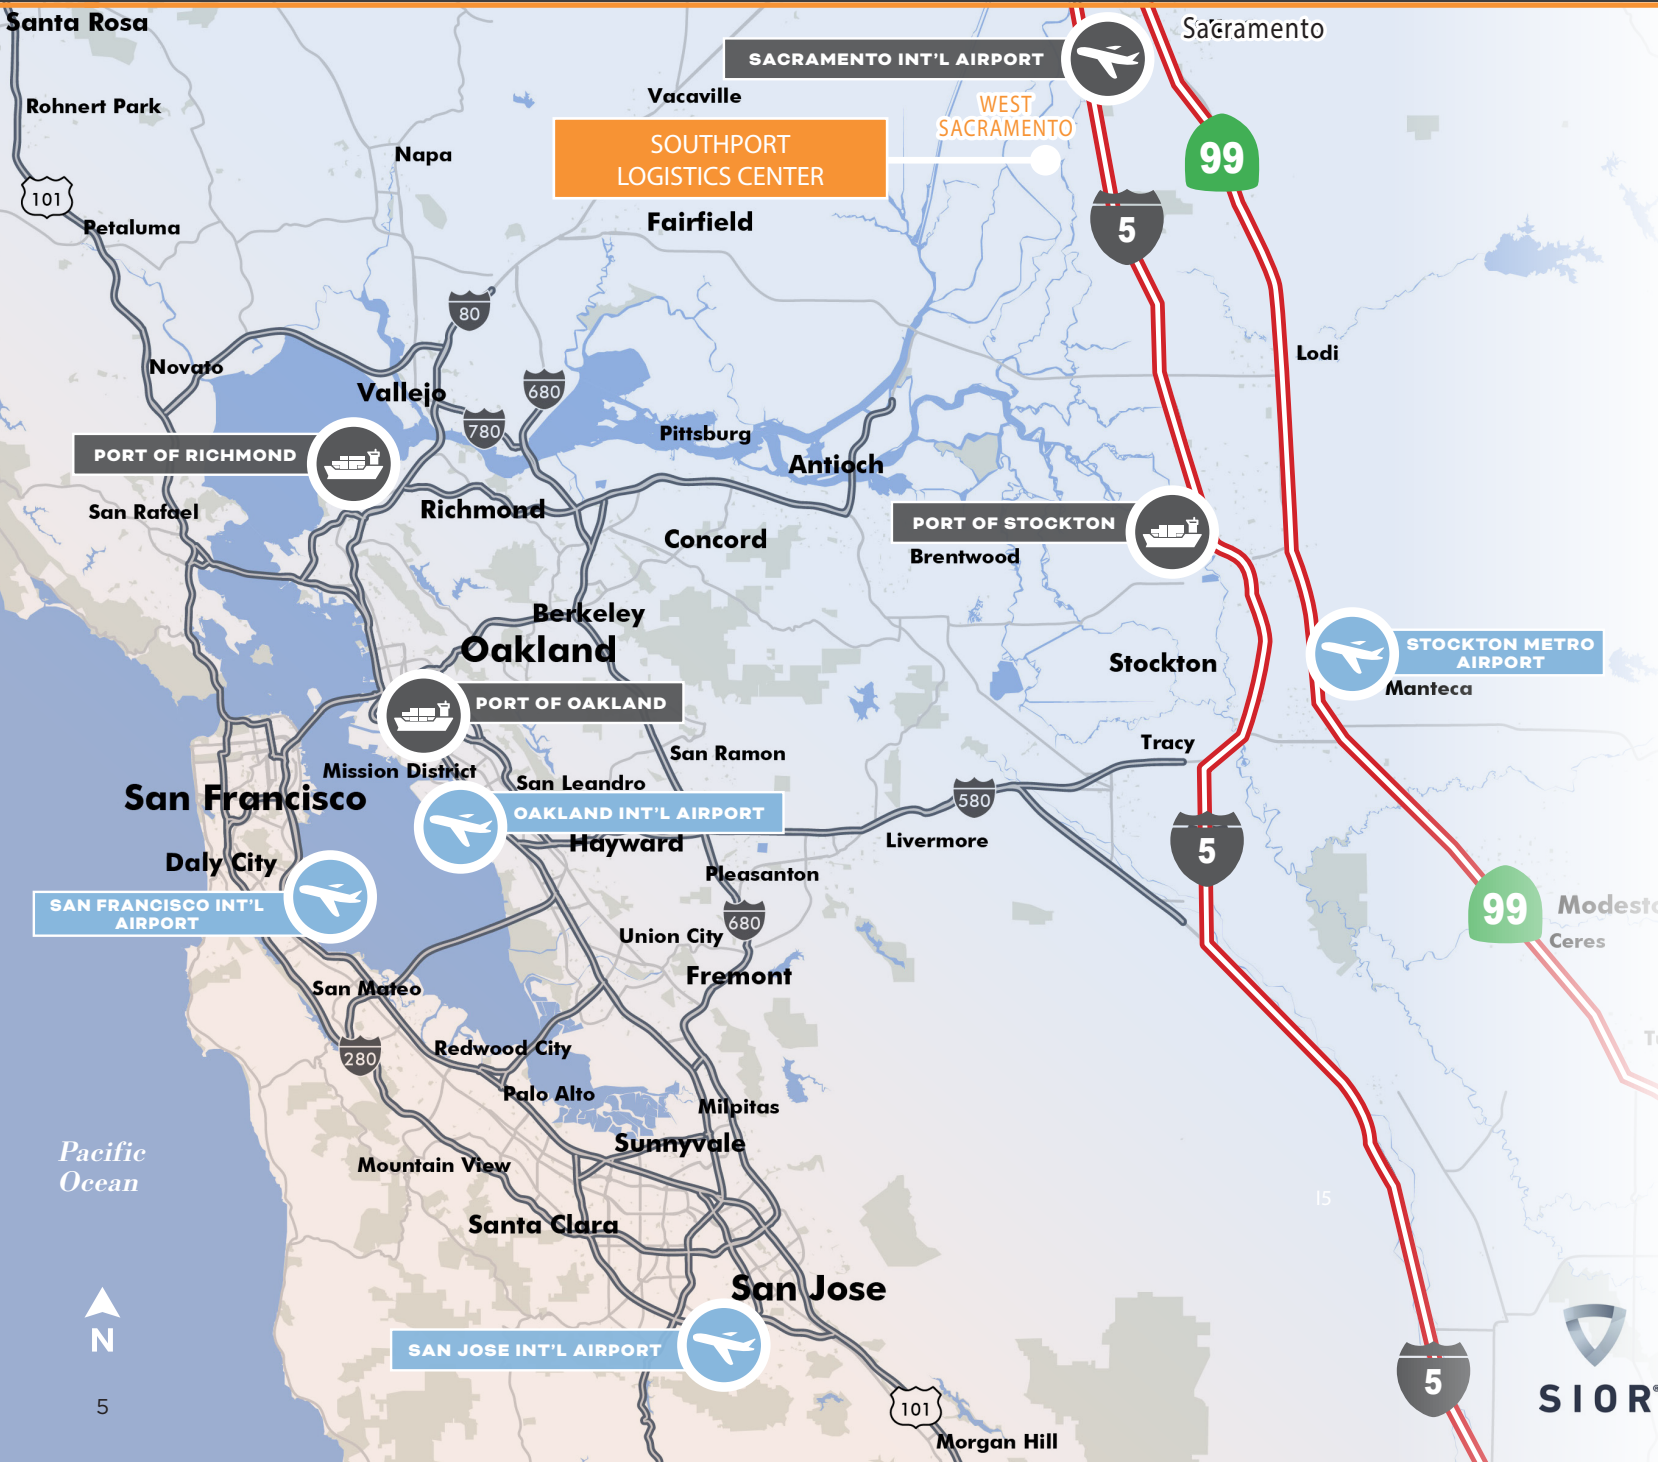 Santa Rosa
Sacramento
SACRAMENTO INT'L AIRPORT
Vacaville
WEST
SACRAMENTO
Rohnert Park
SOUTHPORT
LOGISTICS CENTER
99
Napa
101
Petaluma
Fairfield
5
80
Lodi
Novato
Vallejo
680
780
Pittsburg
PORT OF RICHMOND
Antioch
San Rafael
Richmond
PORT OF STOCKTON
Concord
Brentwood
Berkeley
Oakland
STOCKTON METRO
AIRPORT
Stockton
Manteca
PORT OF OAKLAND
Tracy
San Ramon
Mission District
San Leandro
San Francisco
580
OAKLAND INT'L AIRPORT
Hayward
Livermore
5
Daly City
Pleasanton
SAN FRANCISCO INT'L
AIRPORT
99
Modesto
680
Union City
Ceres
Fremont
San Mateo
Redwood City
280
Palo Alto
Milpitas
Sunnyvale
Pacific
Ocean
Mountain View
I5
Santa Clara
San Jose
N
SAN JOSE INT'L AIRPORT
5
SIOR®
5
101
Morgan Hill